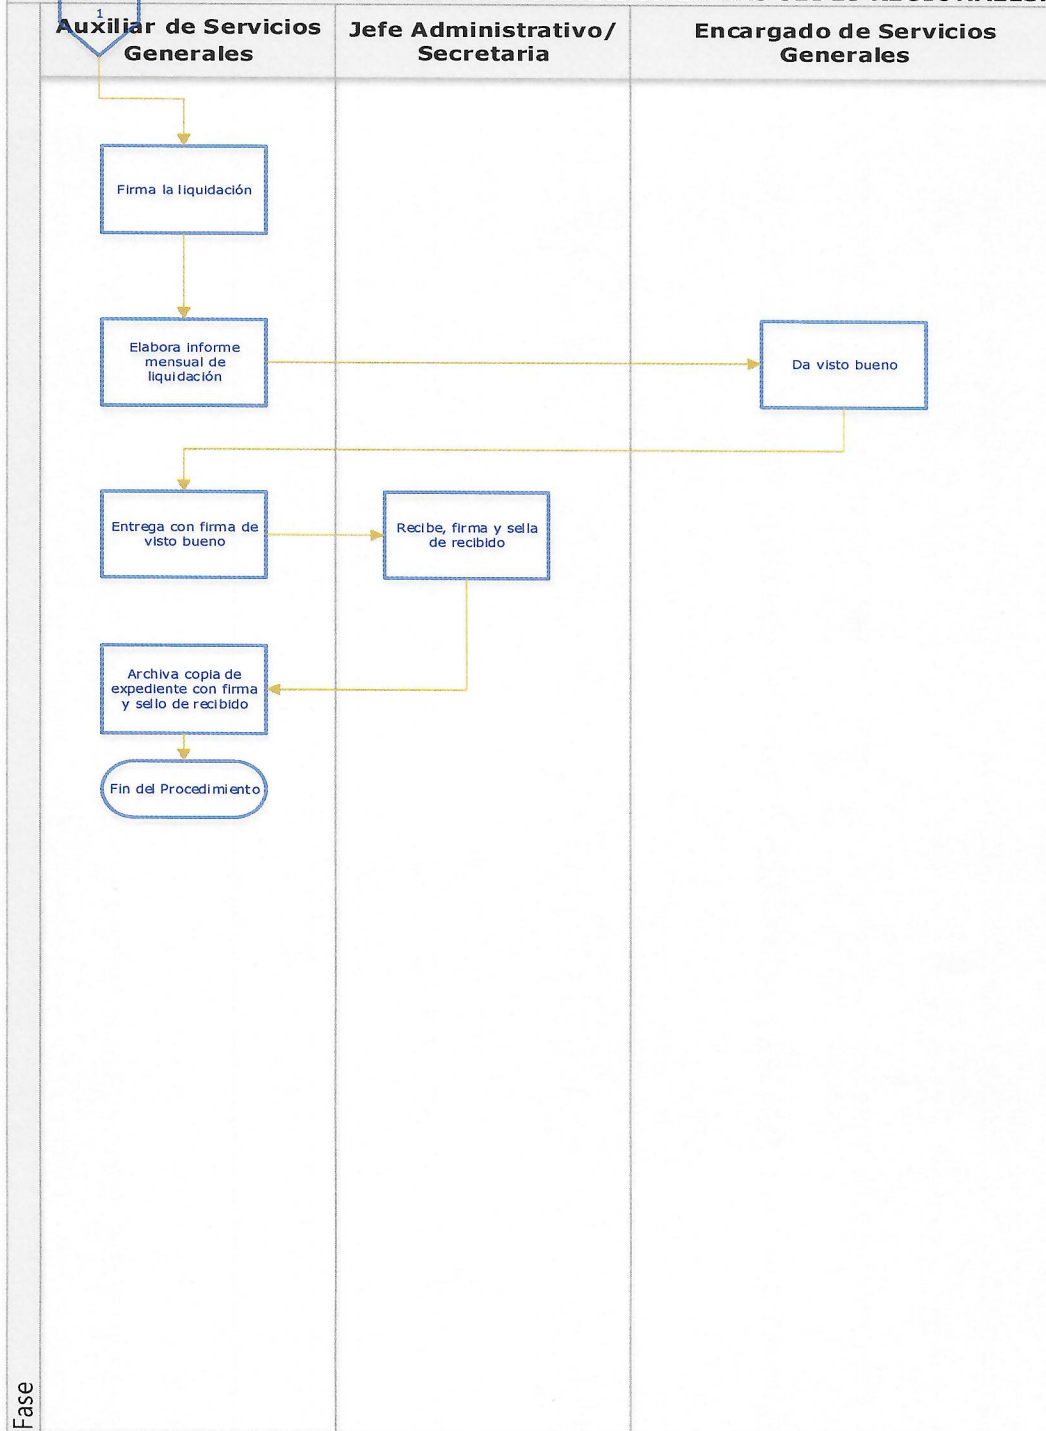 1
Auxiliar de Servicios
Generales
Jefe Administrativo/
Secretaria
Encargado de Servicios
Generales
Firma la liquidación
Elabora informe
mensual de
liquidación
Da visto bueno
Entrega con firma de
visto bueno
Recibe, firma y sella
de recibido
Archiva copia de
expediente con firma
y sello de recibido
Fin del Procedimiento
Fase